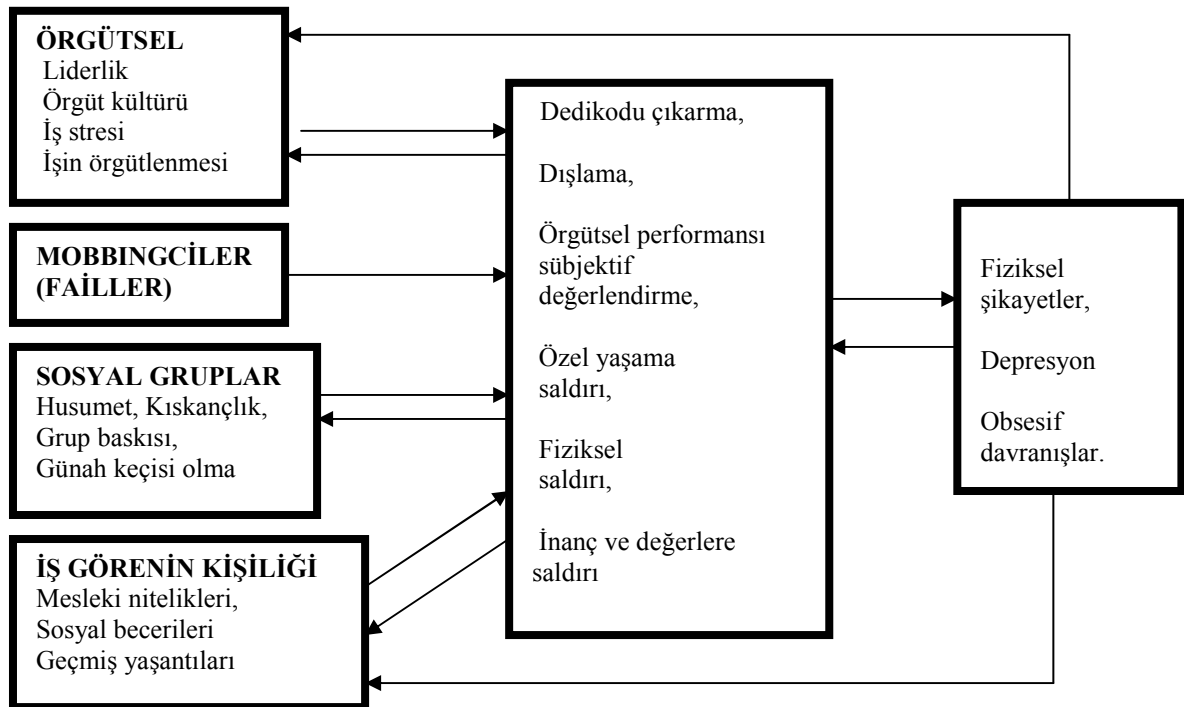 ÖRGÜTSEL
Liderlik
Örgüt kültürü
İş stresi
İşin örgütlenmesi
MOBBINGCİLER
(FAİLLER)
SOSYAL GRUPLAR
Husumet, Kıskançlık,
Grup baskısı,
Günah keçisi olma
İŞ GÖRENİN KİŞİLİĞİ
Mesleki nitelikleri,
Sosyal becerileri
Geçmiş yaşantıları
Dedikodu çıkarma,
Dışlama,
Örgütsel performansı
sübjektif
değerlendirme,
Özel yaşama
saldırı,
Fiziksel
saldırı,
İnanç ve değerlere
saldırı
Fiziksel
şikayetler,
Depresyon
Obsesif
davranışlar.